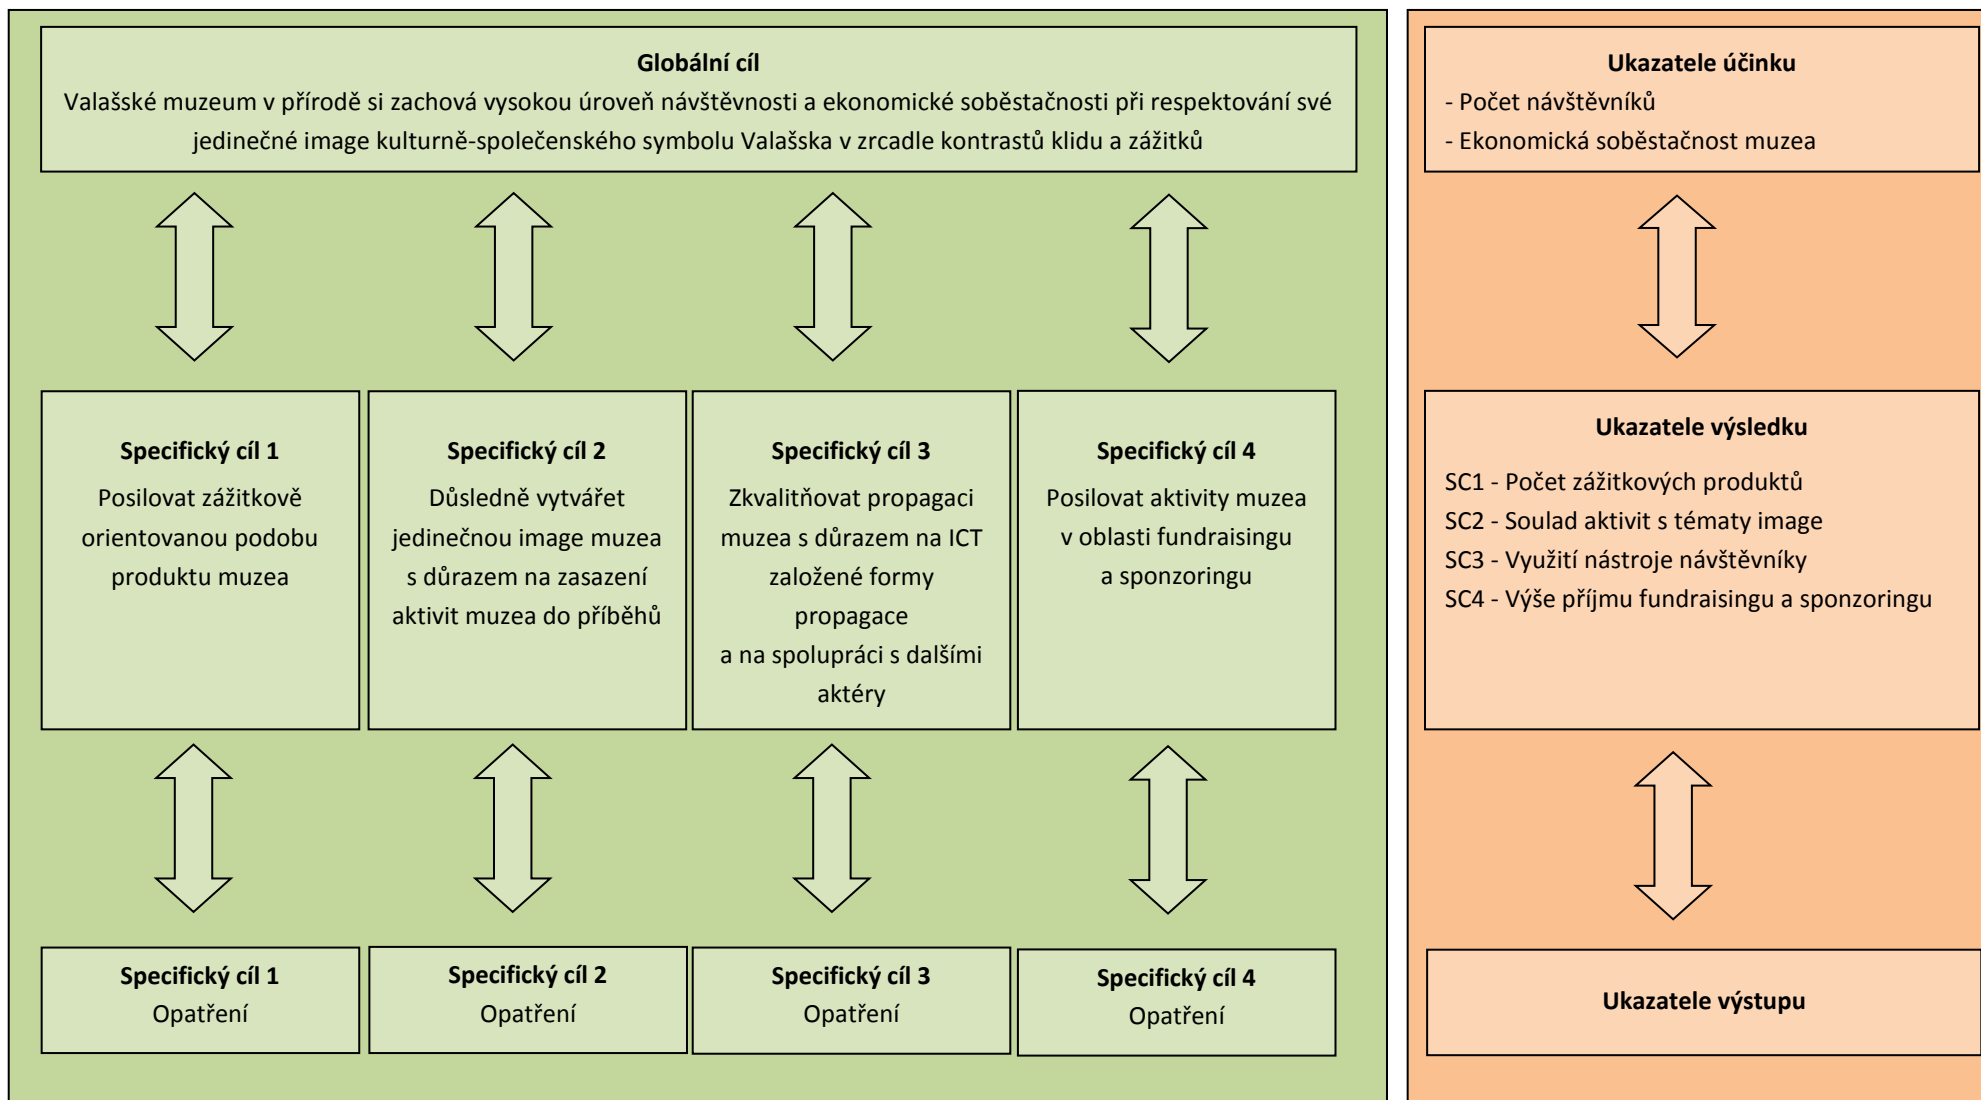 Globální cíl
Valašské muzeum v přírodě si zachová vysokou úroveň návštěvnosti a ekonomické soběstačnosti při respektování své
jedinečné image kulturně-společenského symbolu Valašska v zrcadle kontrastů klidu a zážitků
Ukazatele účinku
- Počet návštěvníků
- Ekonomická soběstačnost muzea
Specifický cíl 1
Posilovat zážitkově
orientovanou podobu
produktu muzea
Specifický cíl 2
Důsledně vytvářet
jedinečnou image muzea
s důrazem na zasazení
aktivit muzea do příběhů
Specifický cíl 3
Zkvalitňovat propagaci
muzea s důrazem na ICT
založené formy
propagace
a na spolupráci s dalšími
aktéry
Specifický cíl 4
Posilovat aktivity muzea
v oblasti fundraisingu
a sponzoringu
Ukazatele výsledku
SC1 - Počet zážitkových produktů
SC2 - Soulad aktivit s tématy image
SC3 - Využití nástroje návštěvníky
SC4 - Výše příjmu fundraisingu a sponzoringu
Specifický cíl 1
Opatření
Specifický cíl 2
Opatření
Specifický cíl 3
Opatření
Specifický cíl 4
Opatření
Ukazatele výstupu